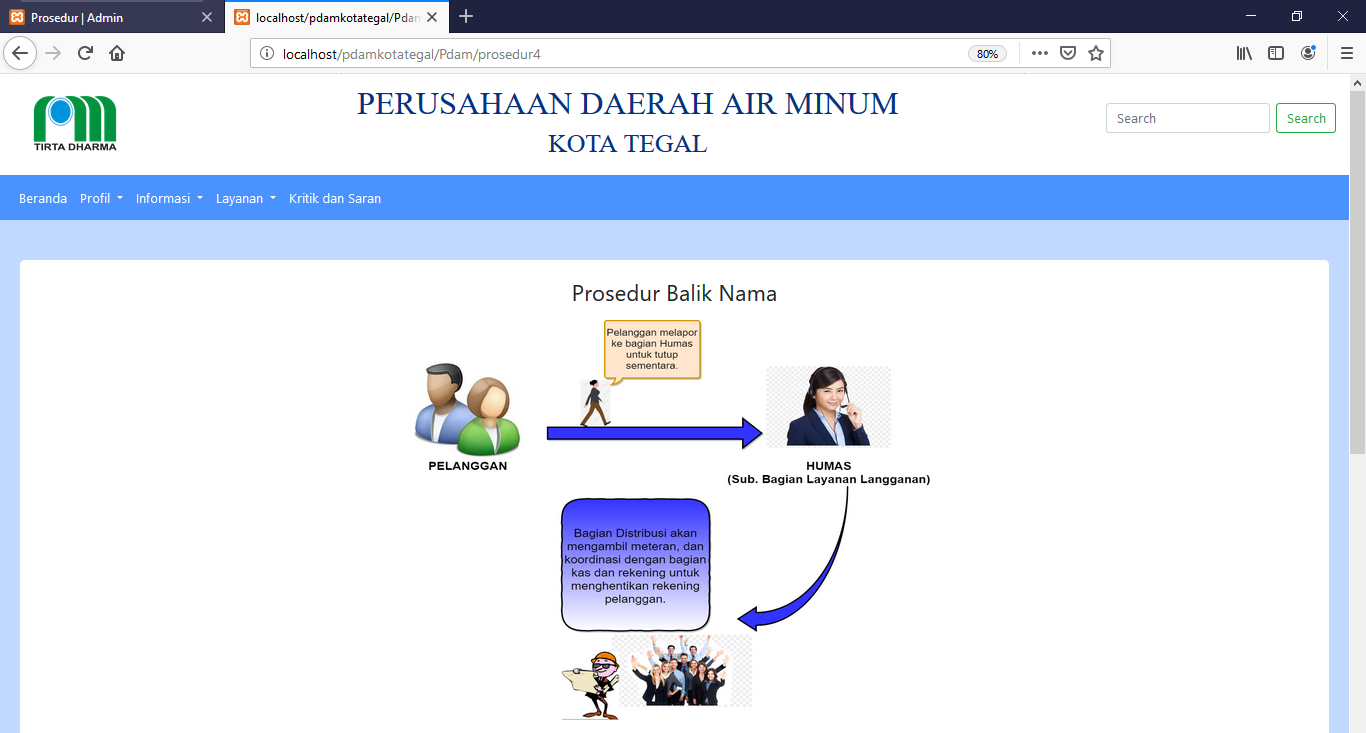 Prosedur | Admin
localhost/pdamkotategal/Pdam
localhost/pdamkotategal/Pdam/prosedur4
80%
TIRTA DHARMA
PERUSAHAAN DAERAH AIR MINUM
KOTA TEGAL
Search
Search
Beranda
Profil
Informasi
Layanan
Kritik dan Saran
Prosedur Balik Nama
Pelanggan melapor
ke bagian Humas
untuk tutup
sementara.
PELANGGAN
HUMAS
(Sub. Bagian Layanan Langganan)
Bagian Distribusi akan
mengambil meteran, dan
koordinasi dengan bagian
kas dan rekening untuk
menghentikan rekening
pelanggan.